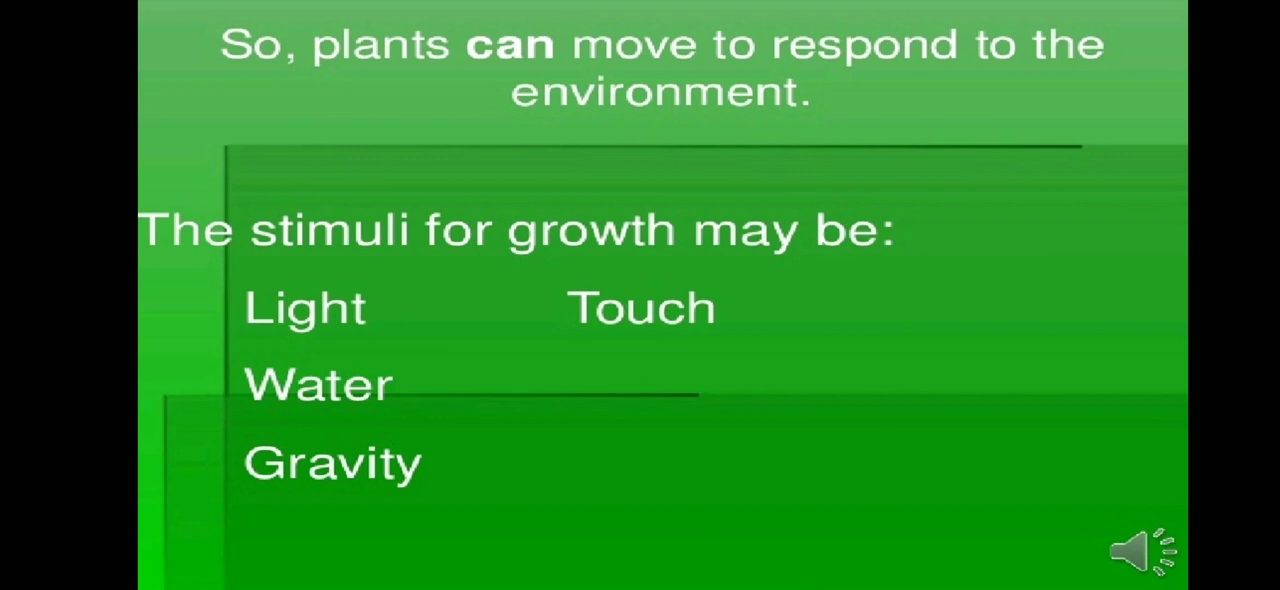 So, plants can move to respond to the
environment.
The stimuli for growth may be:
Light Touch
Water
Gravity